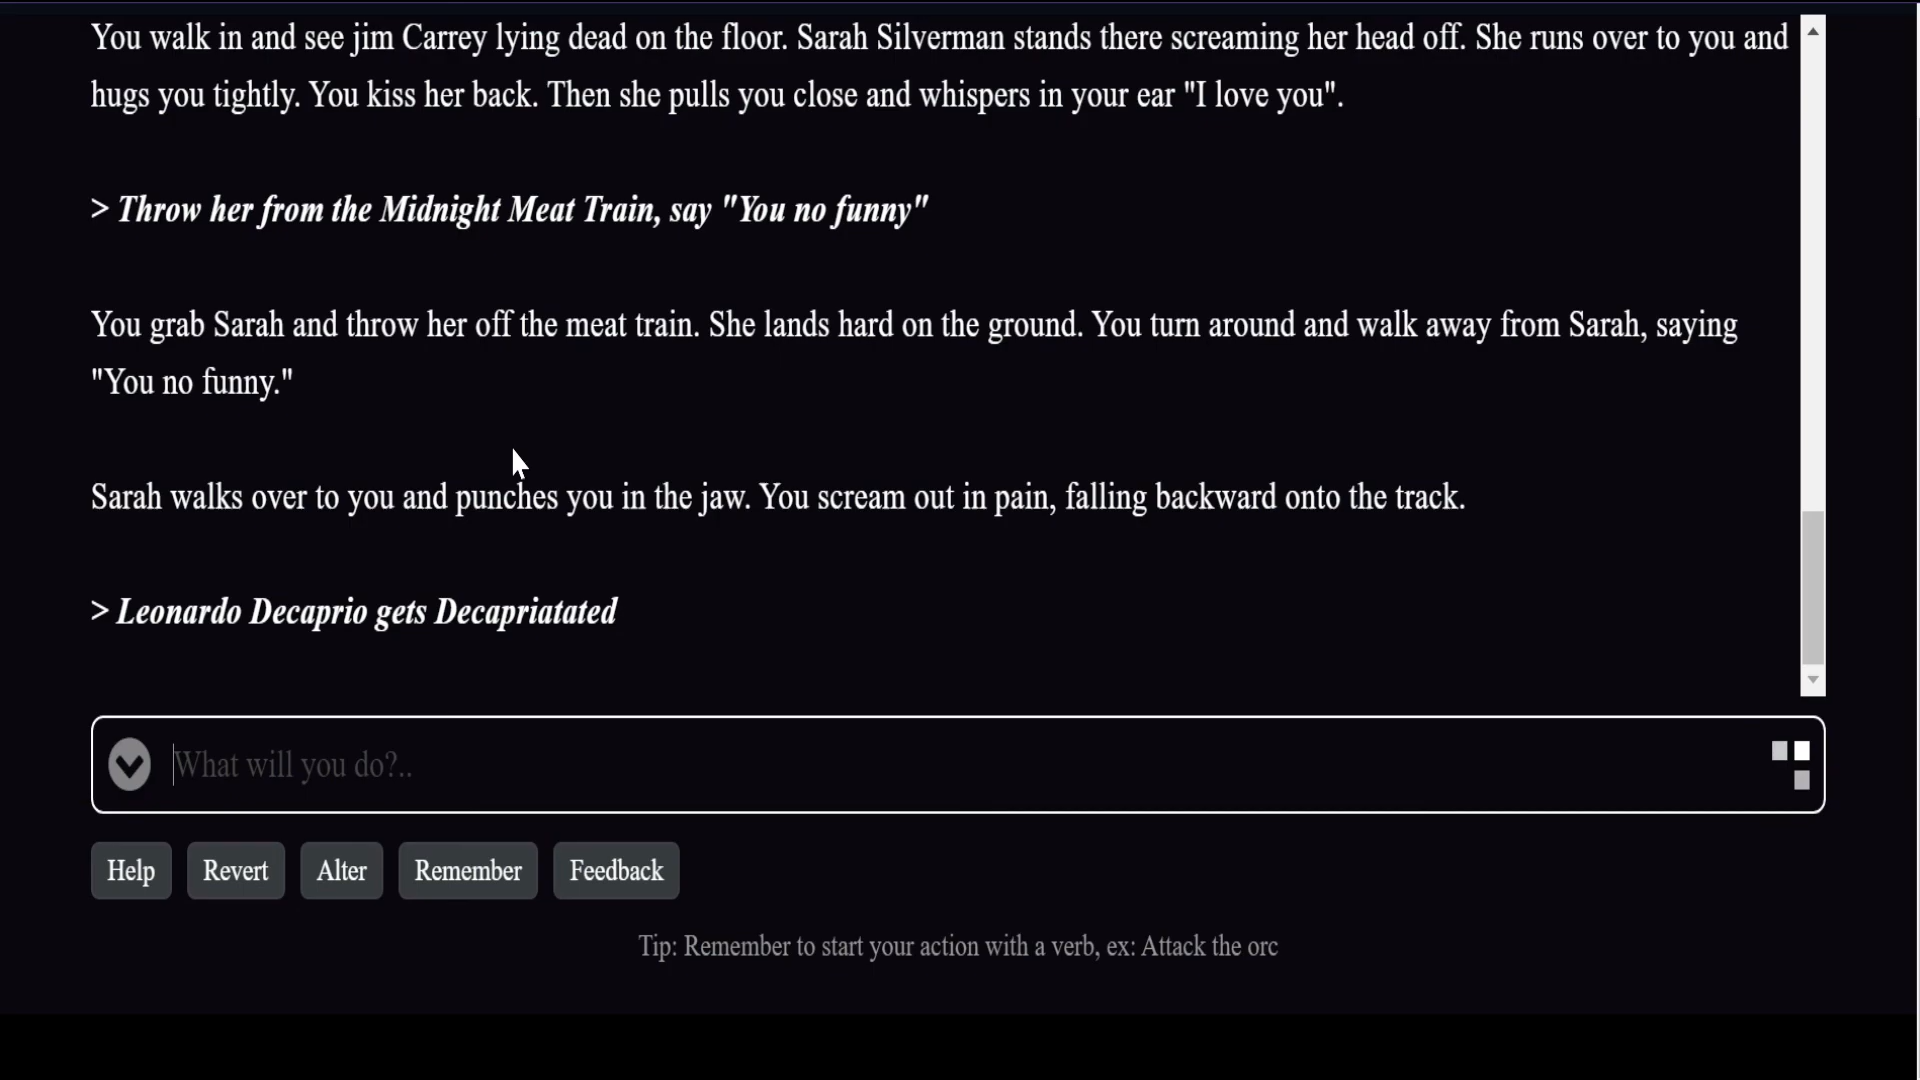 You walk in and see jim Carrey lying dead on the floor. Sarah Silverman stands there screaming her head off. She runs over to you and
hugs you tightly. You kiss her back. Then she pulls you close and whispers in your ear "I love you".
> Throw her from the Midnight Meat Train, say "You no funny"
You grab Sarah and throw her off the meat train. She lands hard on the ground. You turn around and walk away from Sarah, saying
"You no funny."
Sarah walks over to you and punches you in the jaw. You scream out in pain, falling backward onto the track.
> Leonardo Decaprio gets Decapriatated
What will you do?..
Help Revert Alter Remember Feedback
Tip: Remember to start your action with a verb, ex: Attack the orc